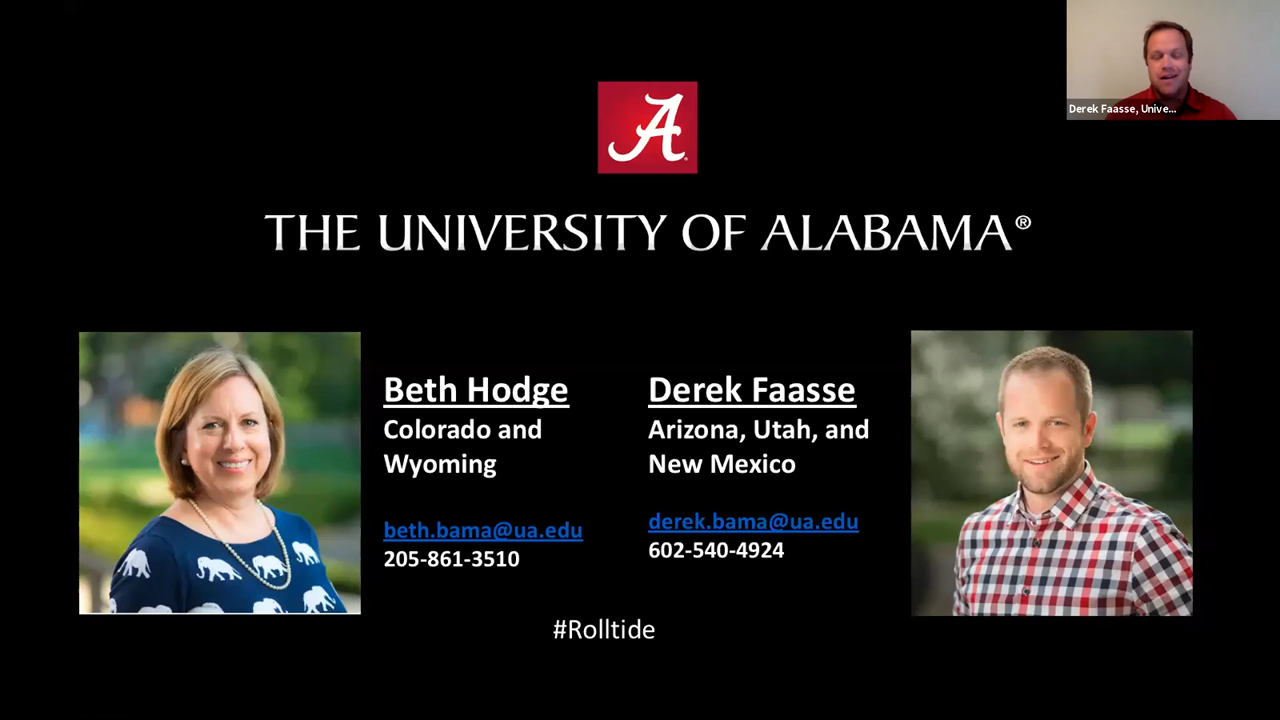 Derek Faasse, Unive...
A
THE UNIVERSITY OF ALABAMA®
Beth Hodge
Colorado and
Wyoming
beth.bama@ua.edu
205-861-3510
Derek Faasse
Arizona, Utah, and
New Mexico
derek.bama@ua.edu
602-540-4924
#Rolltide